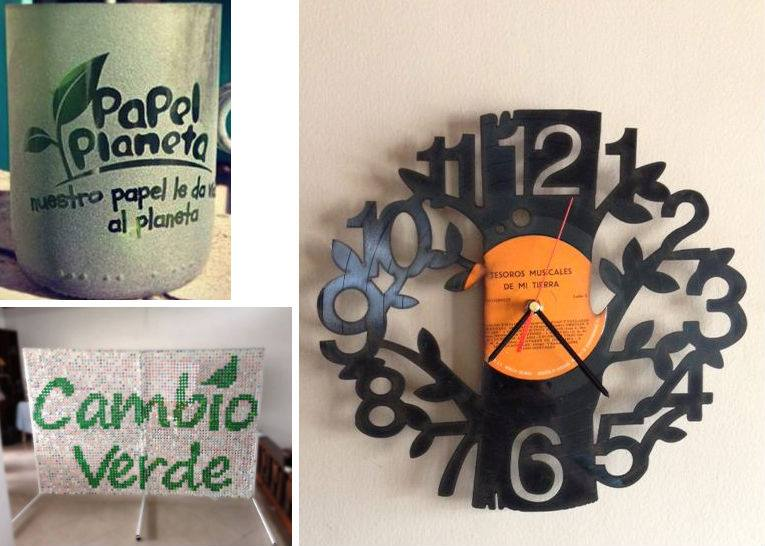 Papel
Planeta
nuestro papel le da
al planeta
Cambio
Verde
11 12 1
10 2
9 3
8 4
7 5
6
TESOROS MUSICALES
DE MI TIERRA